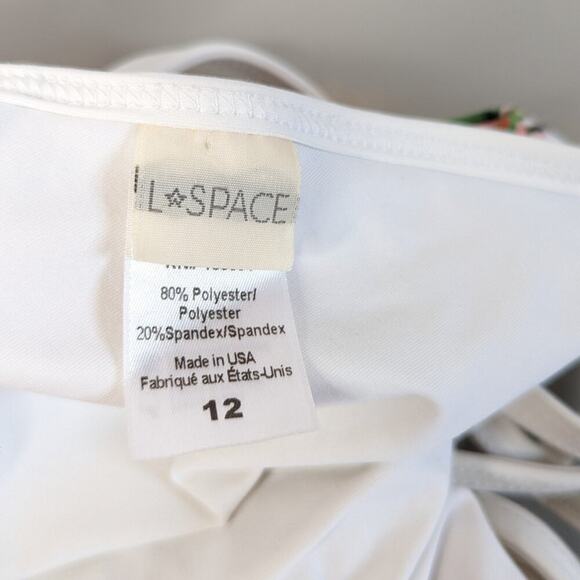 L☆SPACE
80% Polyester/
Polyester
20%Spandex/Spandex
Made in USA
Fabriqué aux États-Unis
12